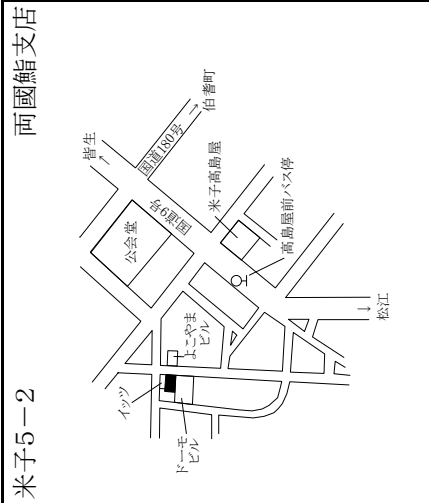 米子5－2
両國鮨支店
皆生
国道180号
伯耆町
国道9号
公会堂
米子高島屋
高島屋前バス停
よこやま
ビル
イッツ
ドーモ
ビル
松江